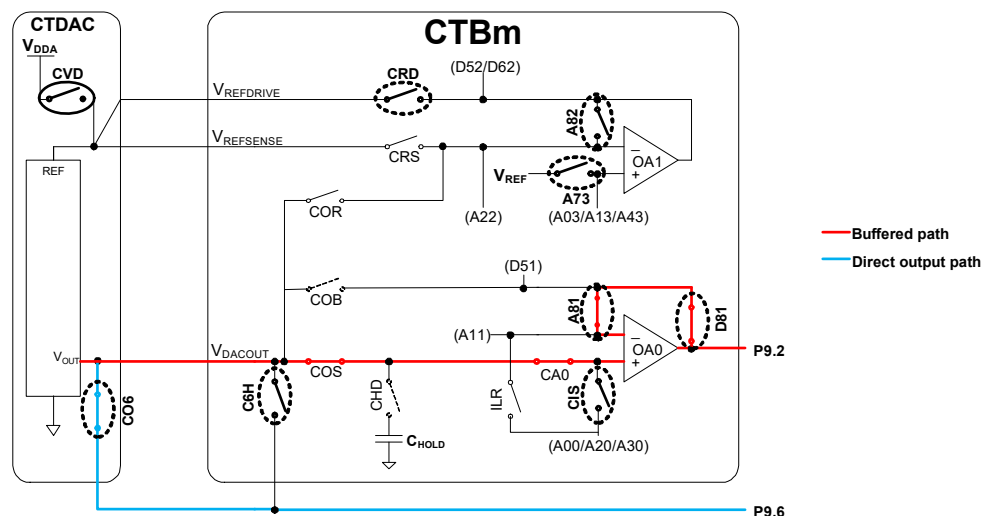 CTDAC
CTBm
VDDA
CVD
VREFDRIVE
CRD
(D52/D62)
A82
VREFSENSE
CRS
REF
OA1
−
+
VREF
A73
COR
(A22)
(A03/A13/A43)
Buffered path
Direct output path
(D51)
COB
A81
D81
(A11)
VOUT
VDACOUT
COS
CA0
−
OA0
+
P9.2
CO6
C6H
CHD
ILR
CIS
CHOLD
(A00/A20/A30)
P9.6